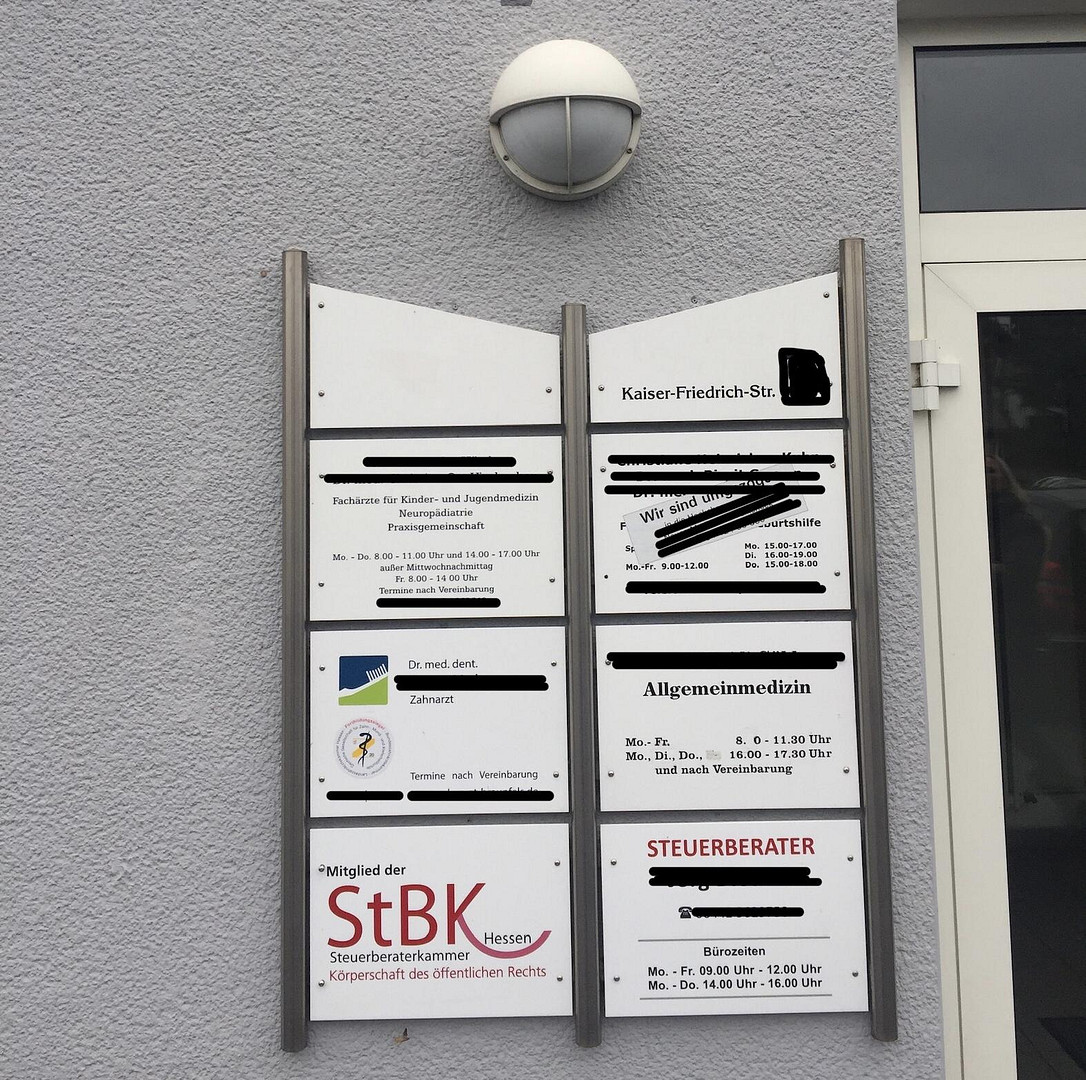 Kaiser-Friedrich-Str.
Fachärzte für Kinder- und Jugendmedizin
Neuropädiatrie
Praxisgemeinschaft
Mo. - Do. 8.00 - 11.00 Uhr und 14.00 - 17.00 Uhr
außer Mittwochnachmittag
Fr. 8.00 - 14 00 Uhr
Termine nach Vereinbarung
Wir sind umgezogen
Mo. 15.00-17.00
Di. 16.00-19.00
Mo.-Fr. 9.00-12.00 Do. 15.00-18.00
Dr. med. dent.
Zahnarzt
Termine nach Vereinbarung
Allgemeinmedizin
Mo.- Fr. 8. 0 - 11.30 Uhr
Mo., Di., Do., 16.00 - 17.30 Uhr
und nach Vereinbarung
Mitglied der
StBK
Hessen
Steuerberaterkammer
Körperschaft des öffentlichen Rechts
STEUERBERATER
Bürozeiten
Mo. - Fr. 09.00 Uhr - 12.00 Uhr
Mo. - Do. 14.00 Uhr - 16.00 Uhr